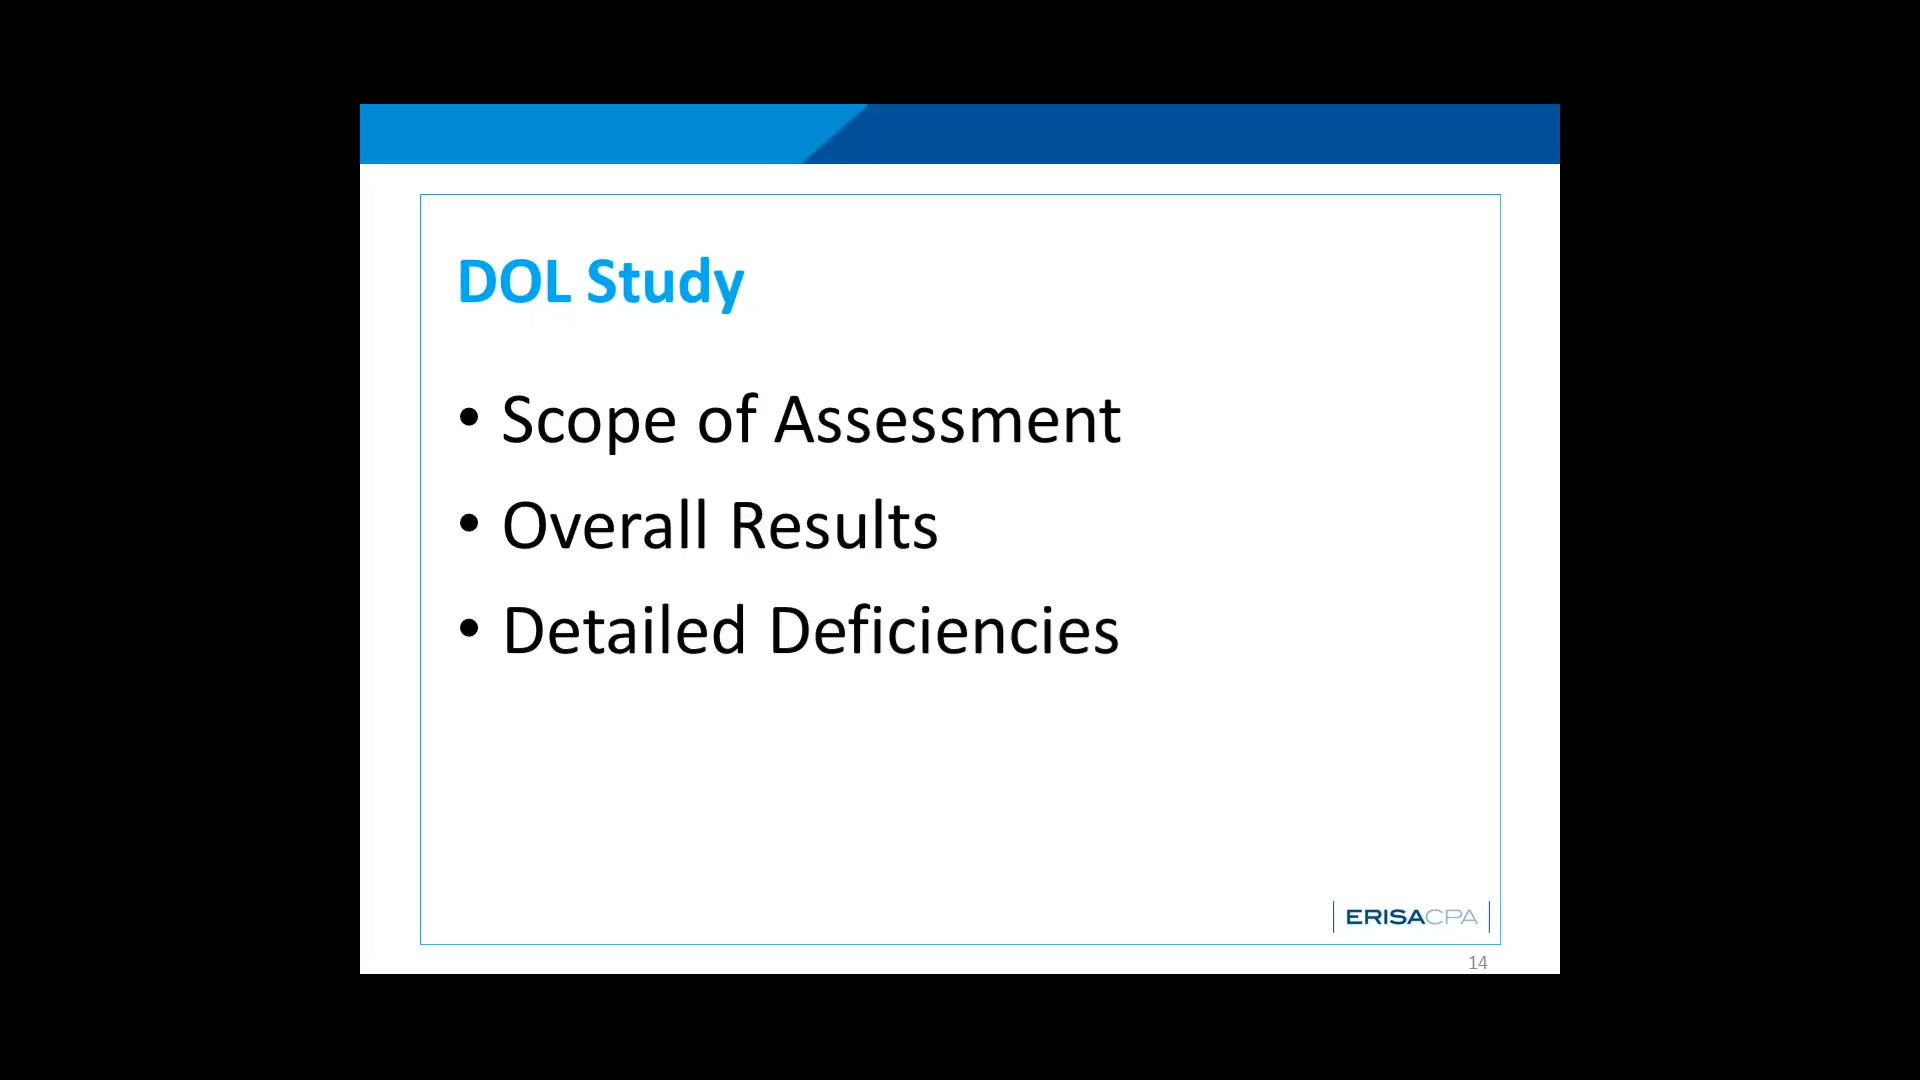 DOL Study
• Scope of Assessment
• Overall Results
• Detailed Deficiencies
ERISACPA
14